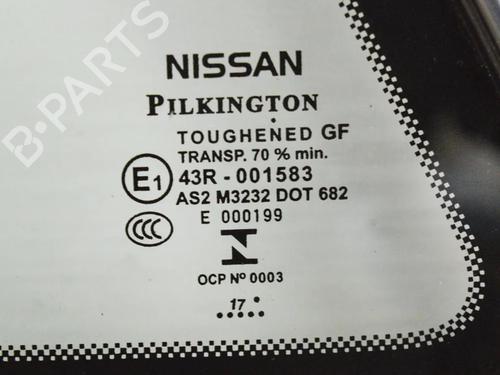 B-PARTS
NISSAN
PILKINGTON
TOUGHENED GF
TRANSP. 70 % min.
E1 43R - 001583
AS2 M3232 DOT 682
E 000199
CCC
N
OCP Nº 0003
17